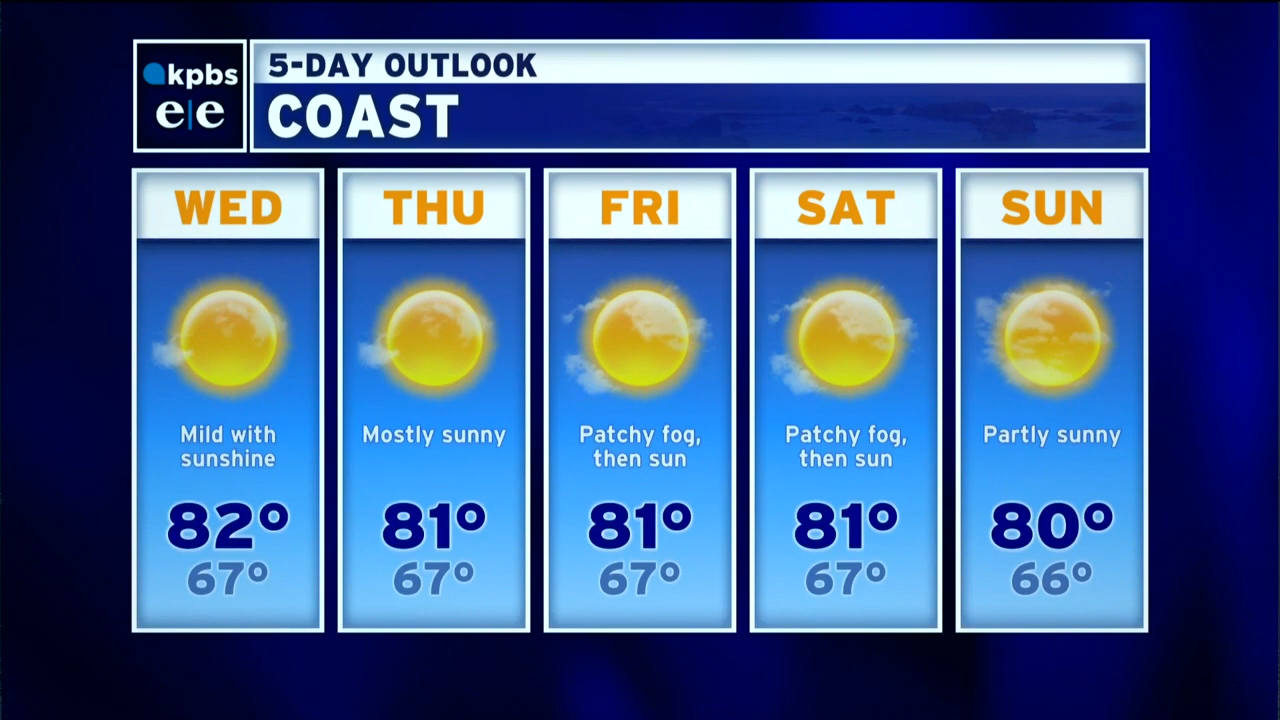 kpbs
e|e
5-DAY OUTLOOK
COAST
WED
Mild with
sunshine
82°
67°
THU
Mostly sunny
81°
67°
FRI
Patchy fog,
then sun
81°
67°
SAT
Patchy fog,
then sun
81°
67°
SUN
Partly sunny
80°
66°